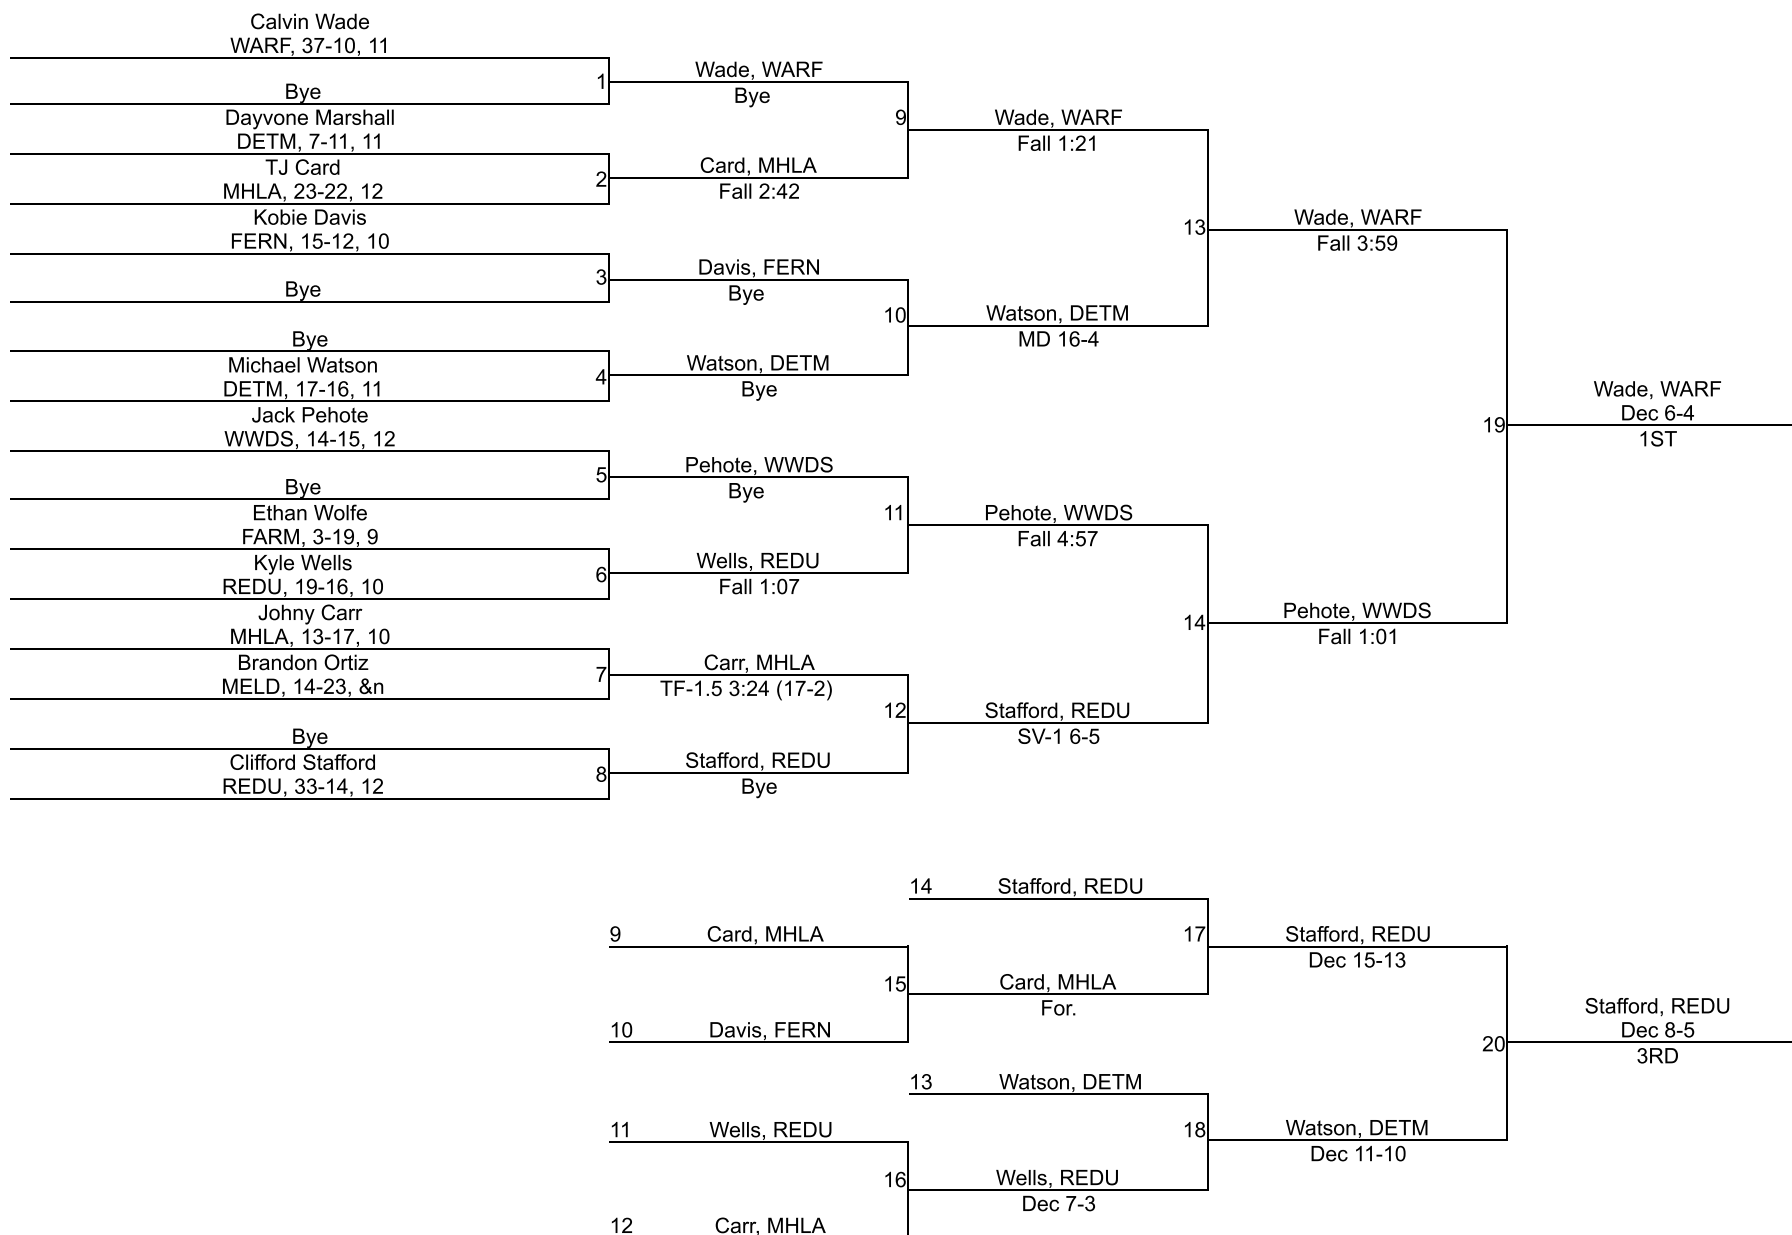 Calvin Wade
WARF, 37-10, 11
1
Bye
Dayvone Marshall
DETM, 7-11, 11
2
TJ Card
MHLA, 23-22, 12
Kobie Davis
FERN, 15-12, 10
3
Bye
Bye
4
Michael Watson
DETM, 17-16, 11
Jack Pehote
WWDS, 14-15, 12
5
Bye
Ethan Wolfe
FARM, 3-19, 9
6
Kyle Wells
REDU, 19-16, 10
Johny Carr
MHLA, 13-17, 10
7
Brandon Ortiz
MELD, 14-23, &n
Bye
8
Clifford Stafford
REDU, 33-14, 12
Wade, WARF
Bye
9
Card, MHLA
Fall 2:42
Davis, FERN
Bye
10
Watson, DETM
Bye
Pehote, WWDS
Bye
11
Wells, REDU
Fall 1:07
Carr, MHLA
TF-1.5 3:24 (17-2)
12
Stafford, REDU
Bye
Wade, WARF
Fall 1:21
13
Watson, DETM
MD 16-4
Pehote, WWDS
Fall 4:57
14
Stafford, REDU
SV-1 6-5
Wade, WARF
Fall 3:59
19
Pehote, WWDS
Fall 1:01
Wade, WARF
Dec 6-4
1ST
14 Stafford, REDU
9 Card, MHLA
17
15
Card, MHLA
For.
10 Davis, FERN
13 Watson, DETM
11 Wells, REDU
18
16
Wells, REDU
Dec 7-3
12 Carr, MHLA
Stafford, REDU
Dec 15-13
20
Watson, DETM
Dec 11-10
Stafford, REDU
Dec 8-5
3RD